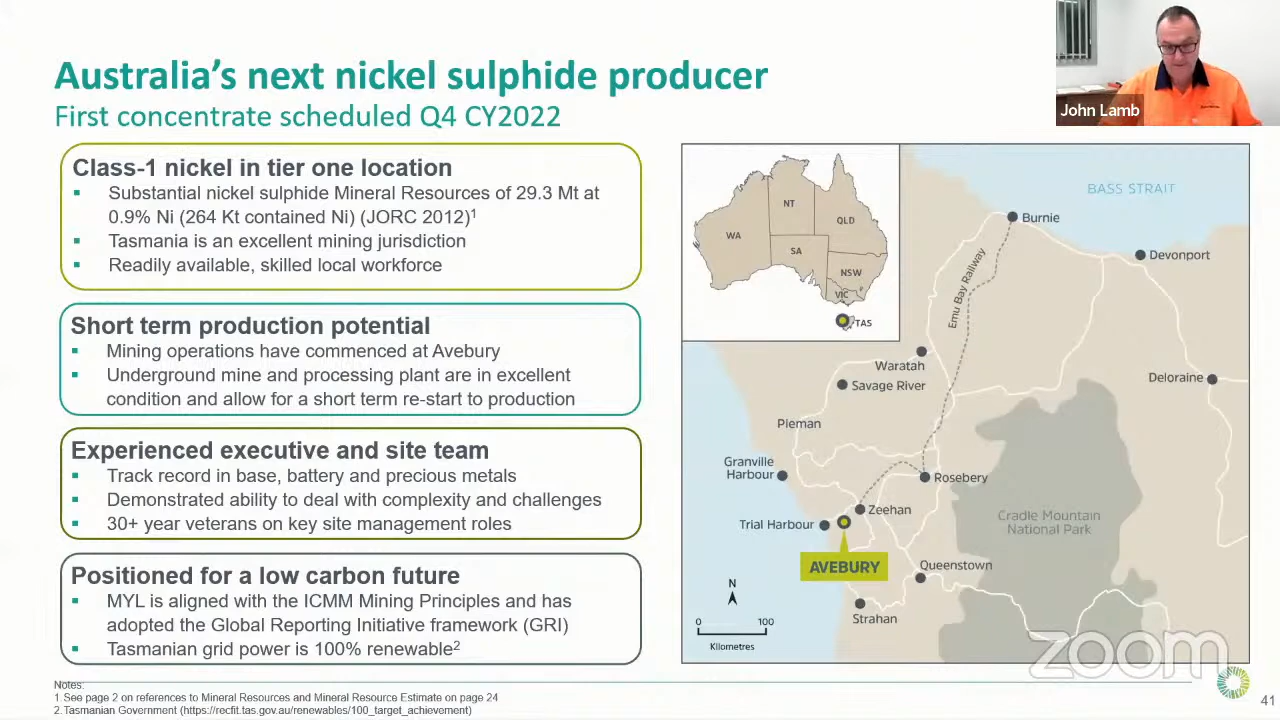 Australia's next nickel sulphide producer
First concentrate scheduled Q4 CY2022
John Lamb
Class-1 nickel in tier one location
▪ Substantial nickel sulphide Mineral Resources of 29.3 Mt at
0.9% Ni (264 Kt contained Ni) (JORC 2012)¹
▪ Tasmania is an excellent mining jurisdiction
▪ Readily available, skilled local workforce
Short term production potential
▪ Mining operations have commenced at Avebury
▪ Underground mine and processing plant are in excellent
condition and allow for a short term re-start to production
Experienced executive and site team
▪ Track record in base, battery and precious metals
▪ Demonstrated ability to deal with complexity and challenges
▪ 30+ year veterans on key site management roles
Positioned for a low carbon future
▪ MYL is aligned with the ICMM Mining Principles and has
adopted the Global Reporting Initiative framework (GRI)
▪ Tasmanian grid power is 100% renewable²
WA
NT
QLD
SA
NSW
VIC
TAS
BASS STRAIT
Burnie
Devonport
Emu Bay Railway
Waratah
Savage River
Deloraine
Pieman
Granville
Harbour
Rosebery
Zeehan
Trial Harbour
Cradle Mountain
National Park
AVEBURY
Queenstown
Strahan
N
0 100
Kilometres
zoom
Notes:
1.See page 2 on references to Mineral Resources and Mineral Resource Estimate on page 24
2.Tasmanian Government (https://recfit.tas.gov.au/renewables/100_target_achievement)
41